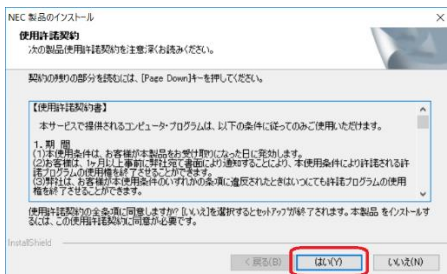 NEC 製品のインストール
使用許諾契約
次の製品使用許諾契約を注意深くお読みください。
契約の残りの部分を読むには、[Page Down]キーを押してください。
【使用許諾契約書】
本サービスで提供されるコンピュータ・プログラムは、以下の条件に従ってのみご使用いただけます。
1. 期 間
(1)本使用条件は、お客様が本製品をお受け取りになった日に発効します。
(2)お客様は、1ヶ月以上事前に弊社宛て書面により通知することにより、本使用条件により許諾される許
諾プログラムの使用権を終了させることができます。
(3)弊社は、お客様が本使用条件のいずれかの条項に違反されたときはいつにても許諾プログラムの使用
権を終了させることができます。
使用許諾契約の全条項に同意しますか? [いいえ]を選択するとセットアップが終了されます。本製品 をインストールす
るには、この使用許諾契約に同意が必要です。
InstallShield
< 戻る(B)
はい(Y)
いいえ(N)